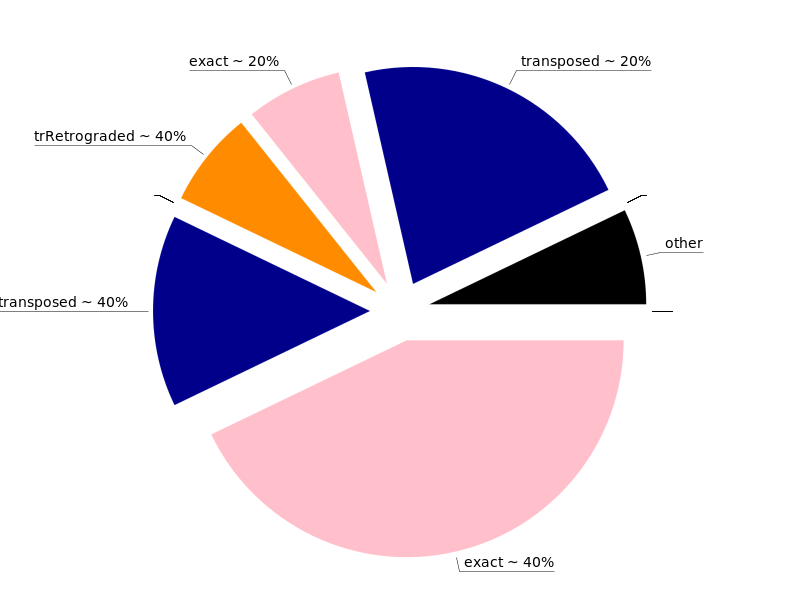 exact ~ 20%
transposed ~ 20%
trRetrograded ~ 40%
other
transposed ~ 40%
exact ~ 40%